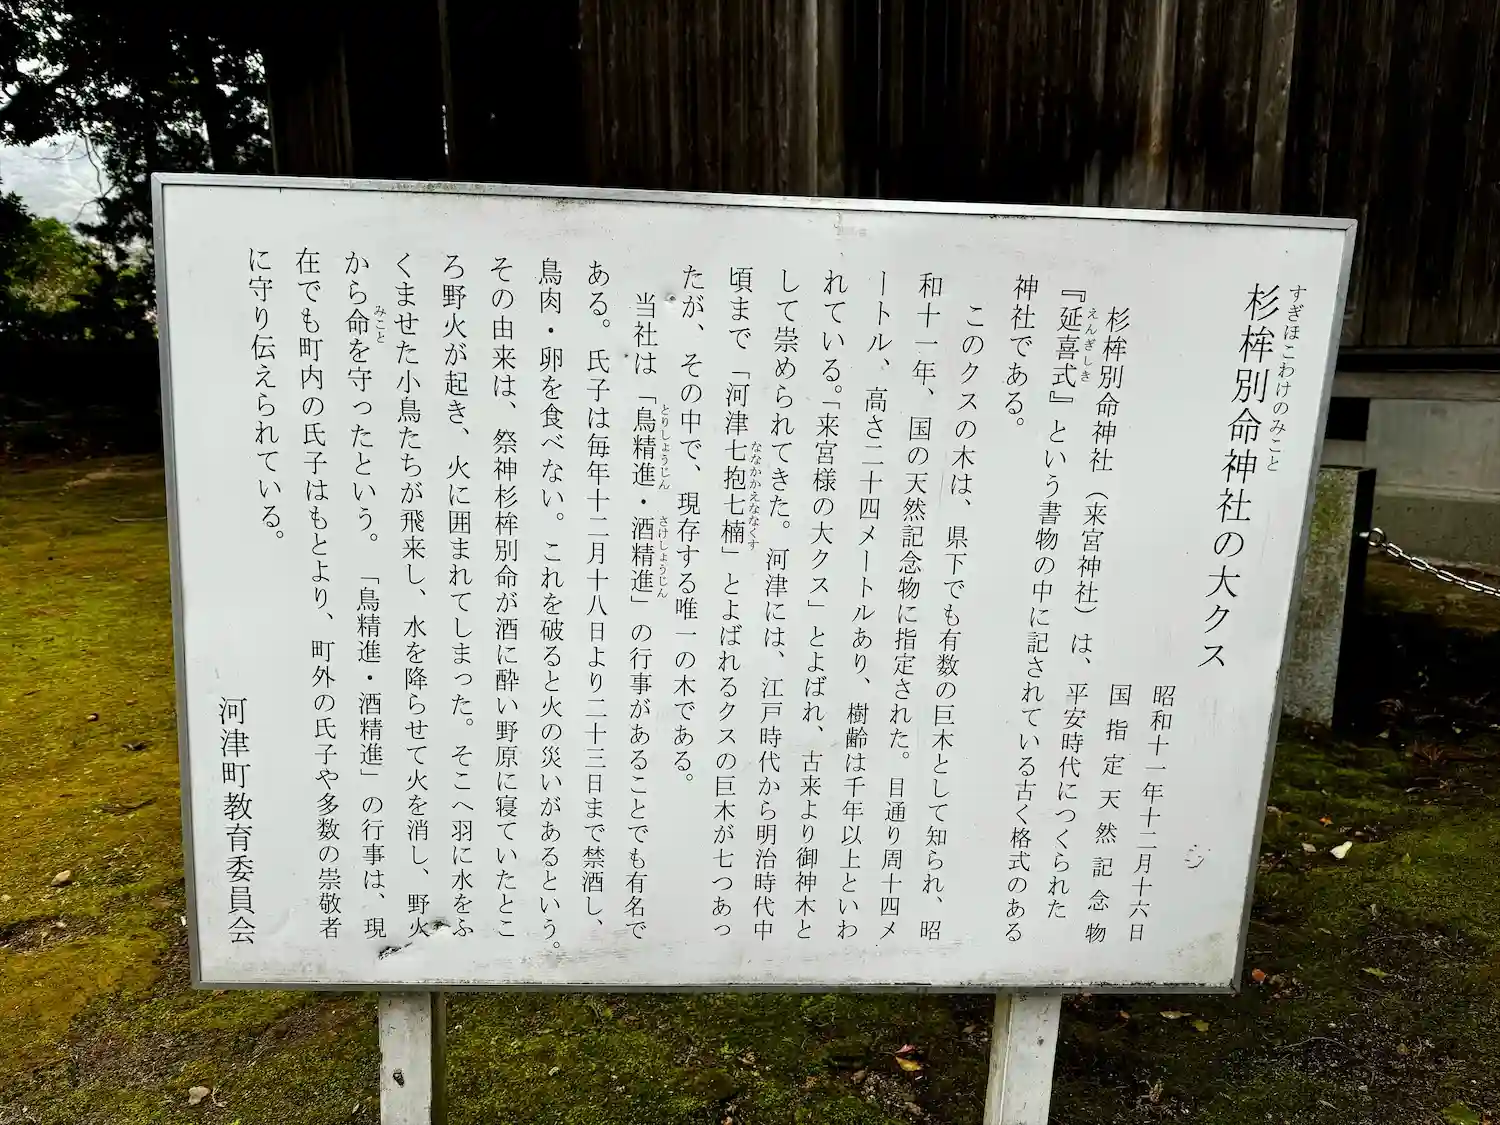 すぎほこわけのみこと
杉桙別命神社の大クス
昭和十一年十二月十六日
国指定天然記念物
杉桙別命神社（来宮神社）は、平安時代につくられた
えんぎしき
『延喜式』という書物の中に記されている古く格式のある
神社である。
このクスの木は、県下でも有数の巨木として知られ、昭
和十一年、国の天然記念物に指定された。目通り周十四メ
ートル、高さ二十四メートルあり、樹齢は千年以上といわ
れている。「来宮様の大クス」とよばれ、古来より御神木と
して崇められてきた。河津には、江戸時代から明治時代中
ななかかえななくす
頃まで「河津七抱七楠」とよばれるクスの巨木が七つあっ
たが、その中で、現存する唯一の木である。
とりしょうじん さけしょうじん
当社は「鳥精進・酒精進」の行事があることでも有名で
ある。氏子は毎年十二月十八日より二十三日まで禁酒し、
鳥肉・卵を食べない。これを破ると火の災いがあるという。
その由来は、祭神杉桙別命が酒に酔い野原に寝ていたとこ
ろ野火が起き、火に囲まれてしまった。そこへ羽に水をふ
くませた小鳥たちが飛来し、水を降らせて火を消し、野火
みこと
から命を守ったという。「鳥精進・酒精進」の行事は、現
在でも町内の氏子はもとより、町外の氏子や多数の崇敬者
に守り伝えられている。
河津町教育委員会